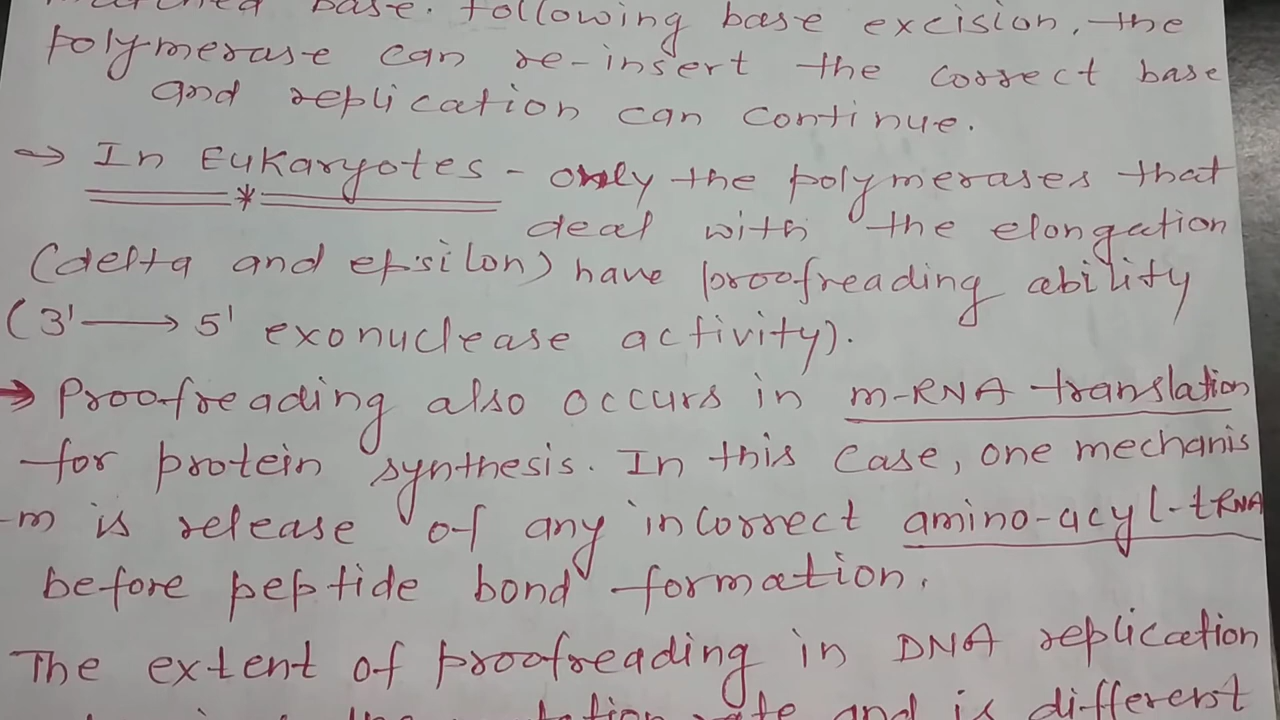 base. Following base excision, the
polymerase can re-insert the correct base
and replication can continue.
→ In Eukaryotes - only the polymerases that
deal with the elongation
(delta and epsilon) have proofreading ability
(3' → 5' exonuclease activity).
→ Proofreading also occurs in m-RNA translation
for protein synthesis. In this case, one mechanis
-m is release of any incorrect amino-acyl-tRNA
before peptide bond formation.
The extent of proofreading in DNA replication
and is different